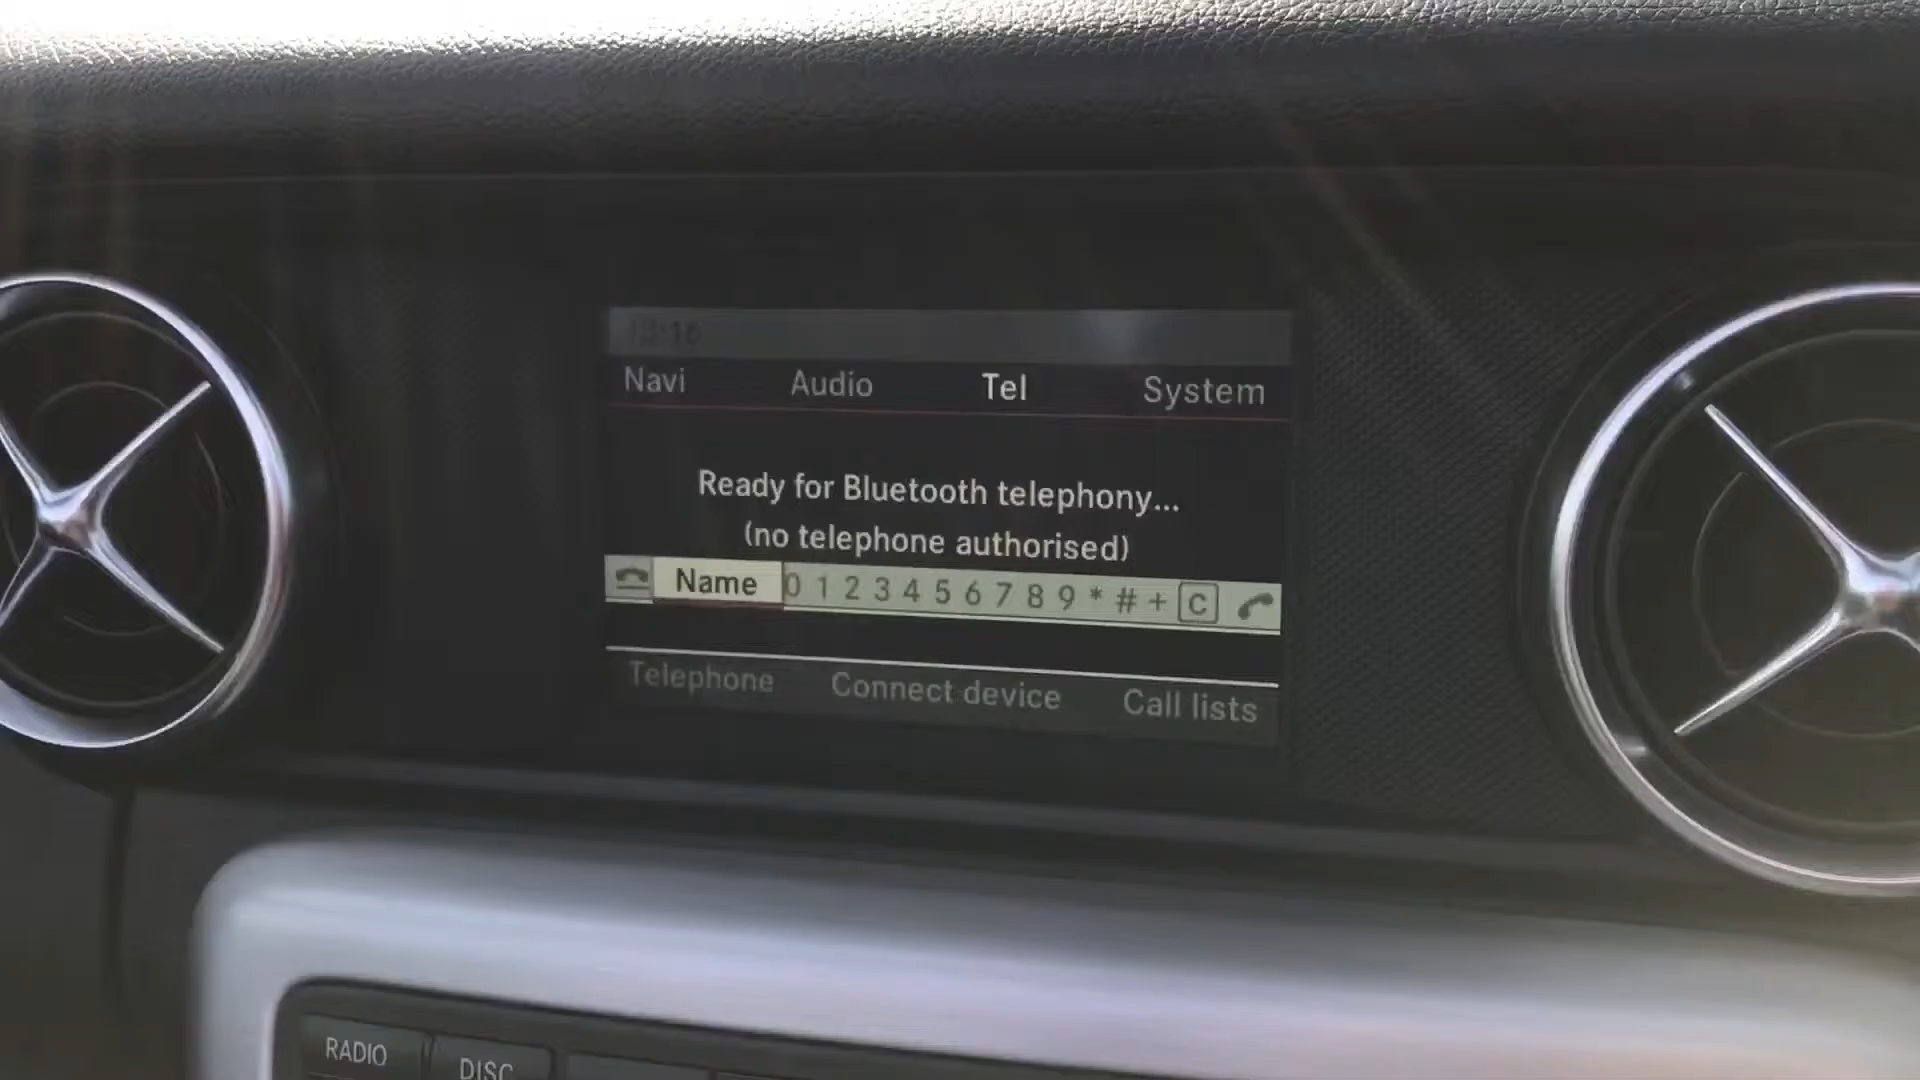 Navi Audio Tel System
Ready for Bluetooth telephony...
(no telephone authorised)
Name 0 1 2 3 4 5 6 7 8 9 * # + C
Telephone Connect device Call lists
RADIO DISC